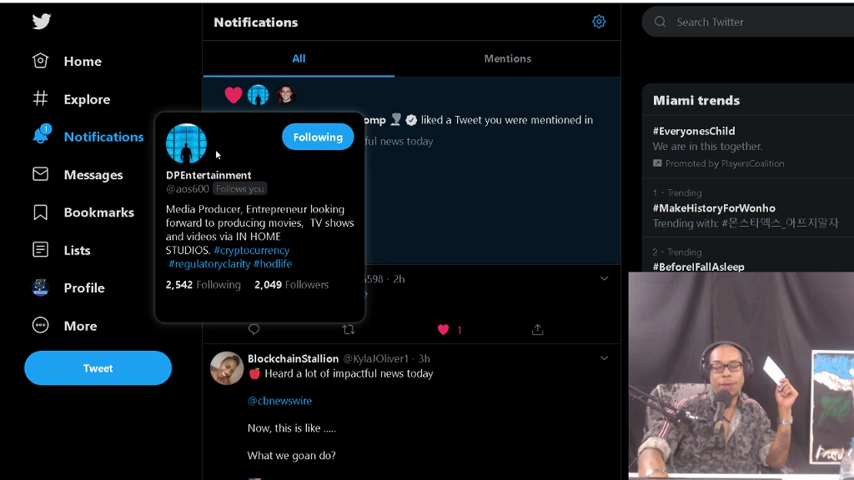 Home
Explore
1
Notifications
Messages
Bookmarks
Lists
Profile
More
Tweet
Notifications
All
Mentions
omp liked a Tweet you were mentioned in
ful news today
Following
DPEntertainment
@aos600 Follows you
Media Producer, Entrepreneur looking
forward to producing movies, TV shows
and videos via IN HOME
STUDIOS. #cryptocurrency
#regulatoryclarity #hodllife
2,542 Following 2,049 Followers
5598 · 2h
1
BlockchainStallion @KylaJOliver1 · 3h
Heard a lot of impactful news today
@cbnewswire
Now, this is like .....
What we goan do?
Search Twitter
Miami trends
#EveryonesChild
We are in this together.
Promoted by PlayersCoalition
1 · Trending
#MakeHistoryForWonho
Trending with: #몬스타엑스_아프지말자
2 · Trending
#BeforeIFallAsleep